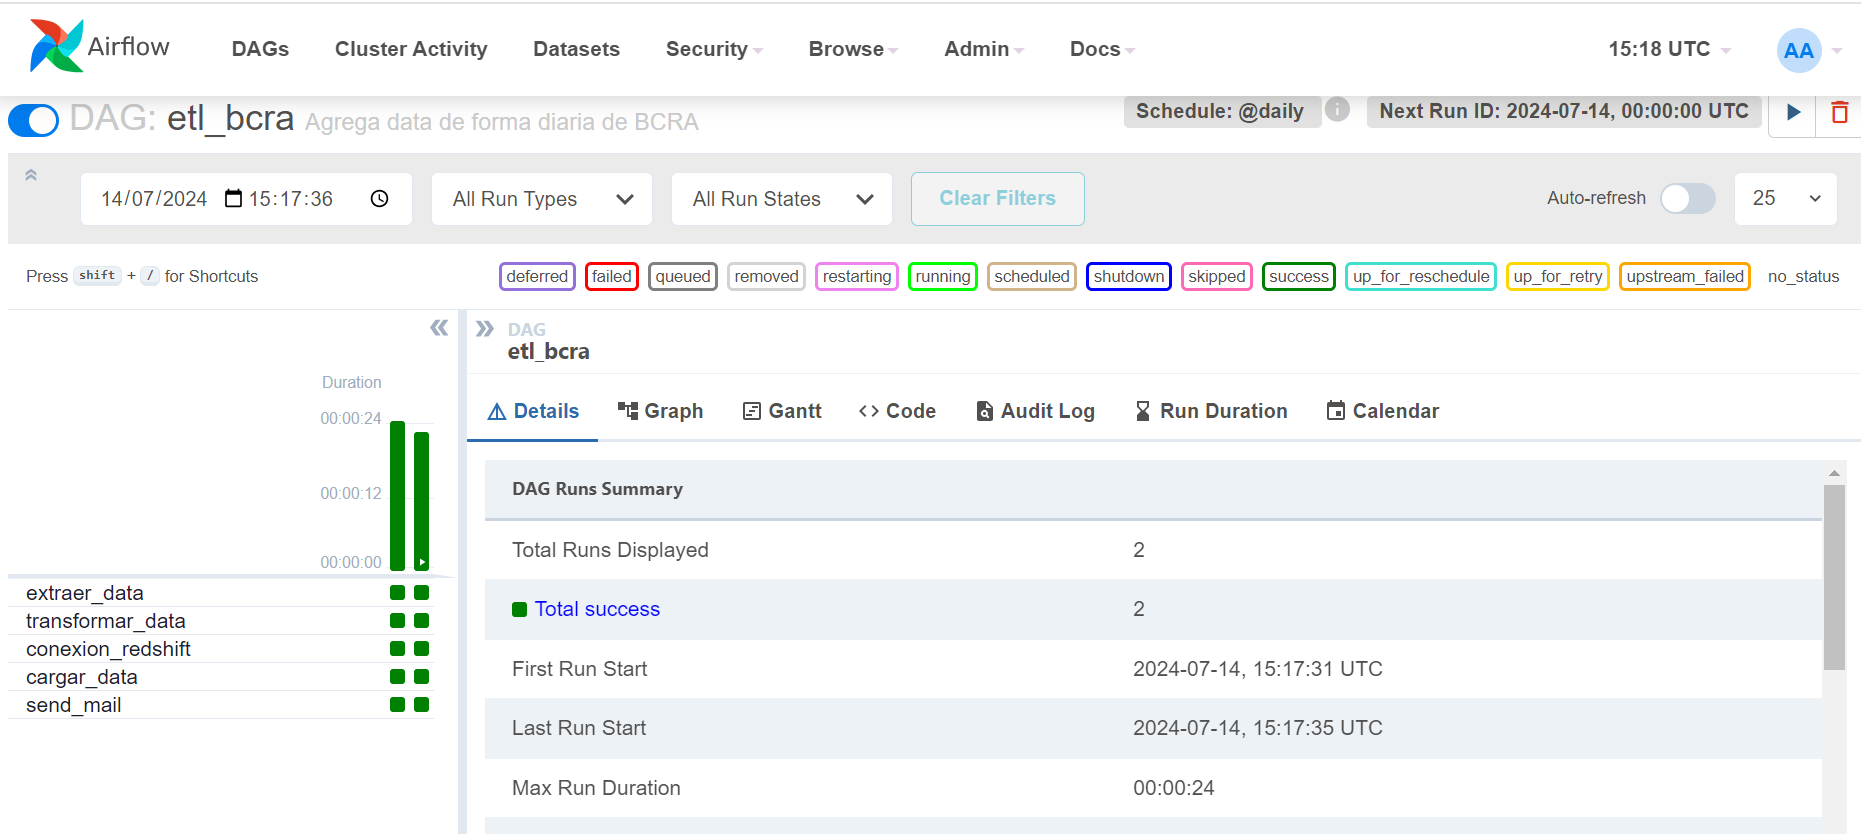 Airflow DAGs Cluster Activity Datasets Security Browse Admin Docs 15:18 UTC AA
DAG: etl_bcra Agrega data de forma diaria de BCRA Schedule: @daily i Next Run ID: 2024-07-14, 00:00:00 UTC
14/07/2024 15:17:36 All Run Types All Run States Clear Filters Auto-refresh 25
Press shift + / for Shortcuts deferred failed queued removed restarting running scheduled shutdown skipped success up_for_reschedule up_for_retry upstream_failed no_status
DAG
etl_bcra
Duration
00:00:24
00:00:12
00:00:00
extraer_data
transformar_data
conexion_redshift
cargar_data
send_mail
Details Graph Gantt Code Audit Log Run Duration Calendar
DAG Runs Summary
Total Runs Displayed 2
Total success 2
First Run Start 2024-07-14, 15:17:31 UTC
Last Run Start 2024-07-14, 15:17:35 UTC
Max Run Duration 00:00:24